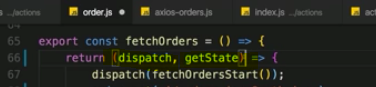 order.js
axios-orders.js
index.js .../actions
65 export const fetchOrders = () => {
66 return (dispatch, getState) => {
67 dispatch(fetchOrdersStart());